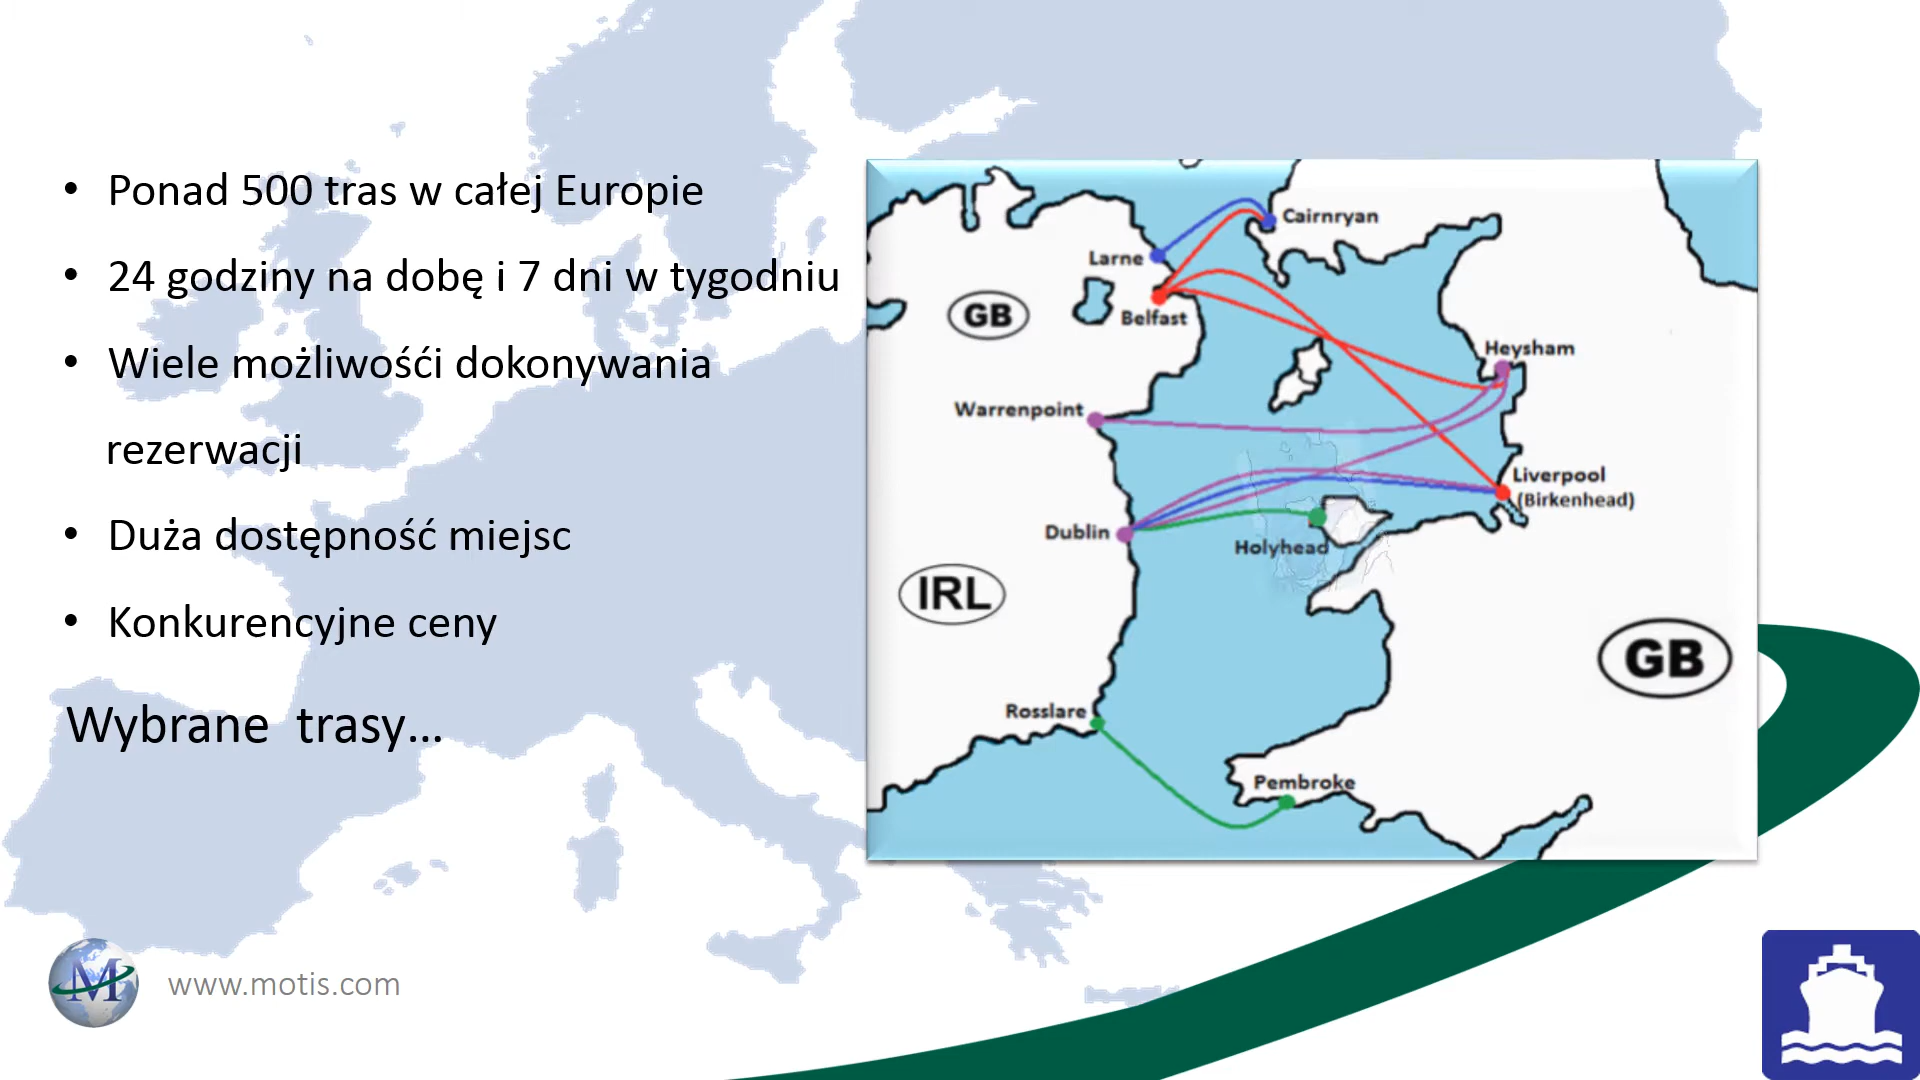 • Ponad 500 tras w całej Europie
• 24 godziny na dobę i 7 dni w tygodniu
• Wiele możliwośći dokonywania
rezerwacji
• Duża dostępność miejsc
• Konkurencyjne ceny
Wybrane trasy...
Cairnryan
Larne
GB
Belfast
Heysham
Warrenpoint
Liverpool
(Birkenhead)
Dublin
Holyhead
IRL
GB
Rosslare
Pembroke
M
www.motis.com